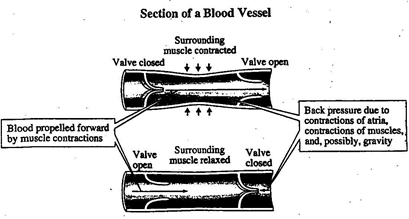 Section of a Blood Vessel
Surrounding
muscle contracted
Valve closed
Valve open
Blood propelled forward
by muscle contractions
Back pressure due to
contractions of atria,
contractions of muscles,
and, possibly, gravity
Valve
open
Surrounding
muscle relaxed
Valve
closed